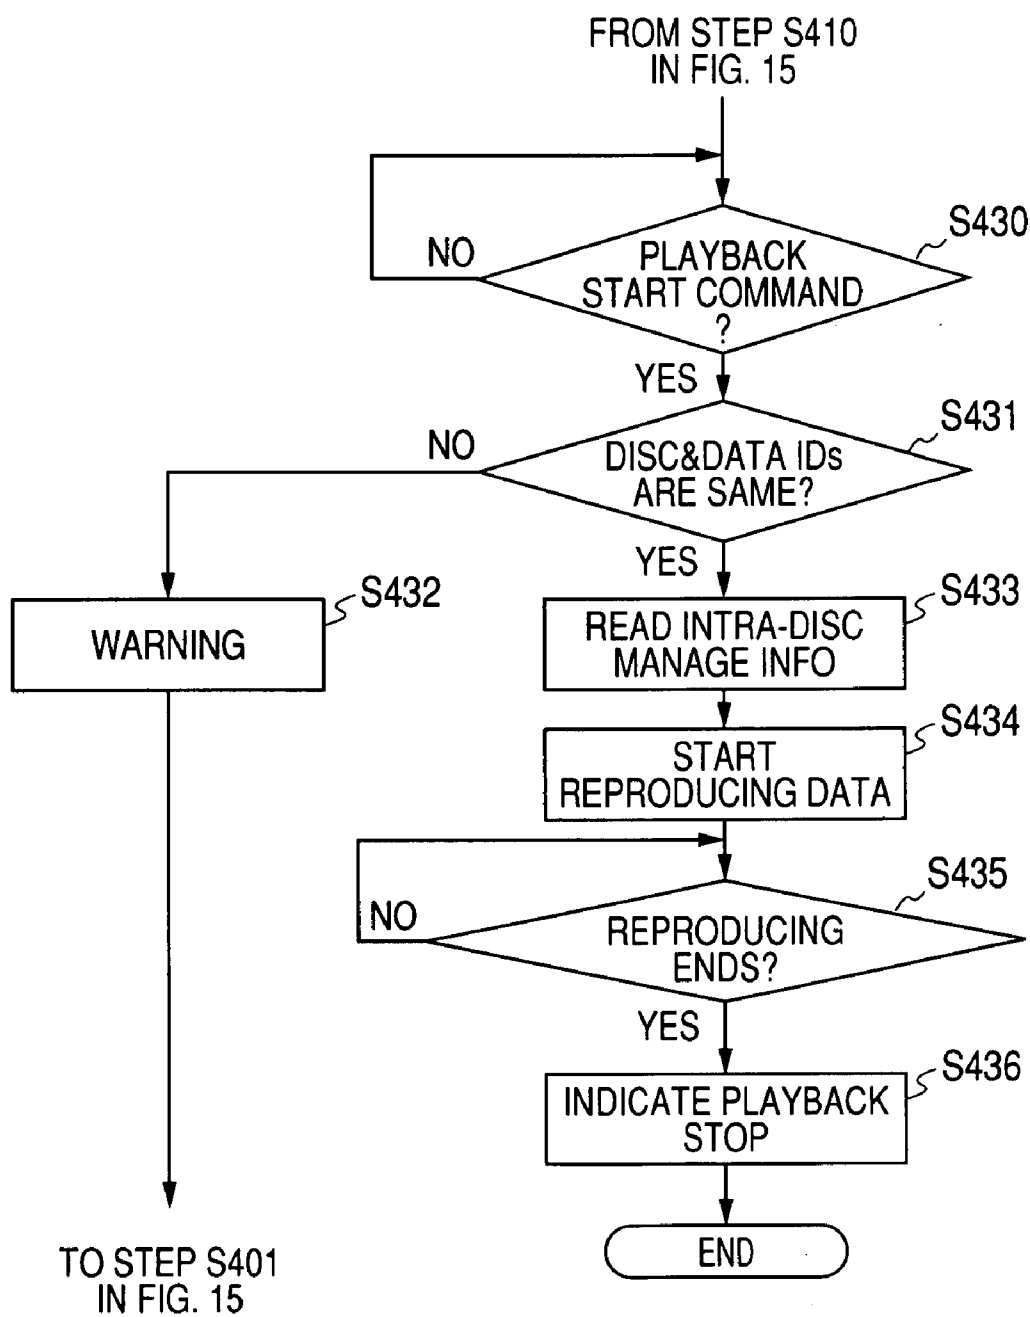 FROM STEP S410
IN FIG. 15
S430
NO
PLAYBACK
START COMMAND
?
YES
S431
NO
DISC&DATA IDs
ARE SAME?
YES
S432
S433
WARNING
READ INTRA-DISC
MANAGE INFO
S434
START
REPRODUCING DATA
S435
NO
REPRODUCING
ENDS?
YES
S436
INDICATE PLAYBACK
STOP
END
TO STEP S401
IN FIG. 15